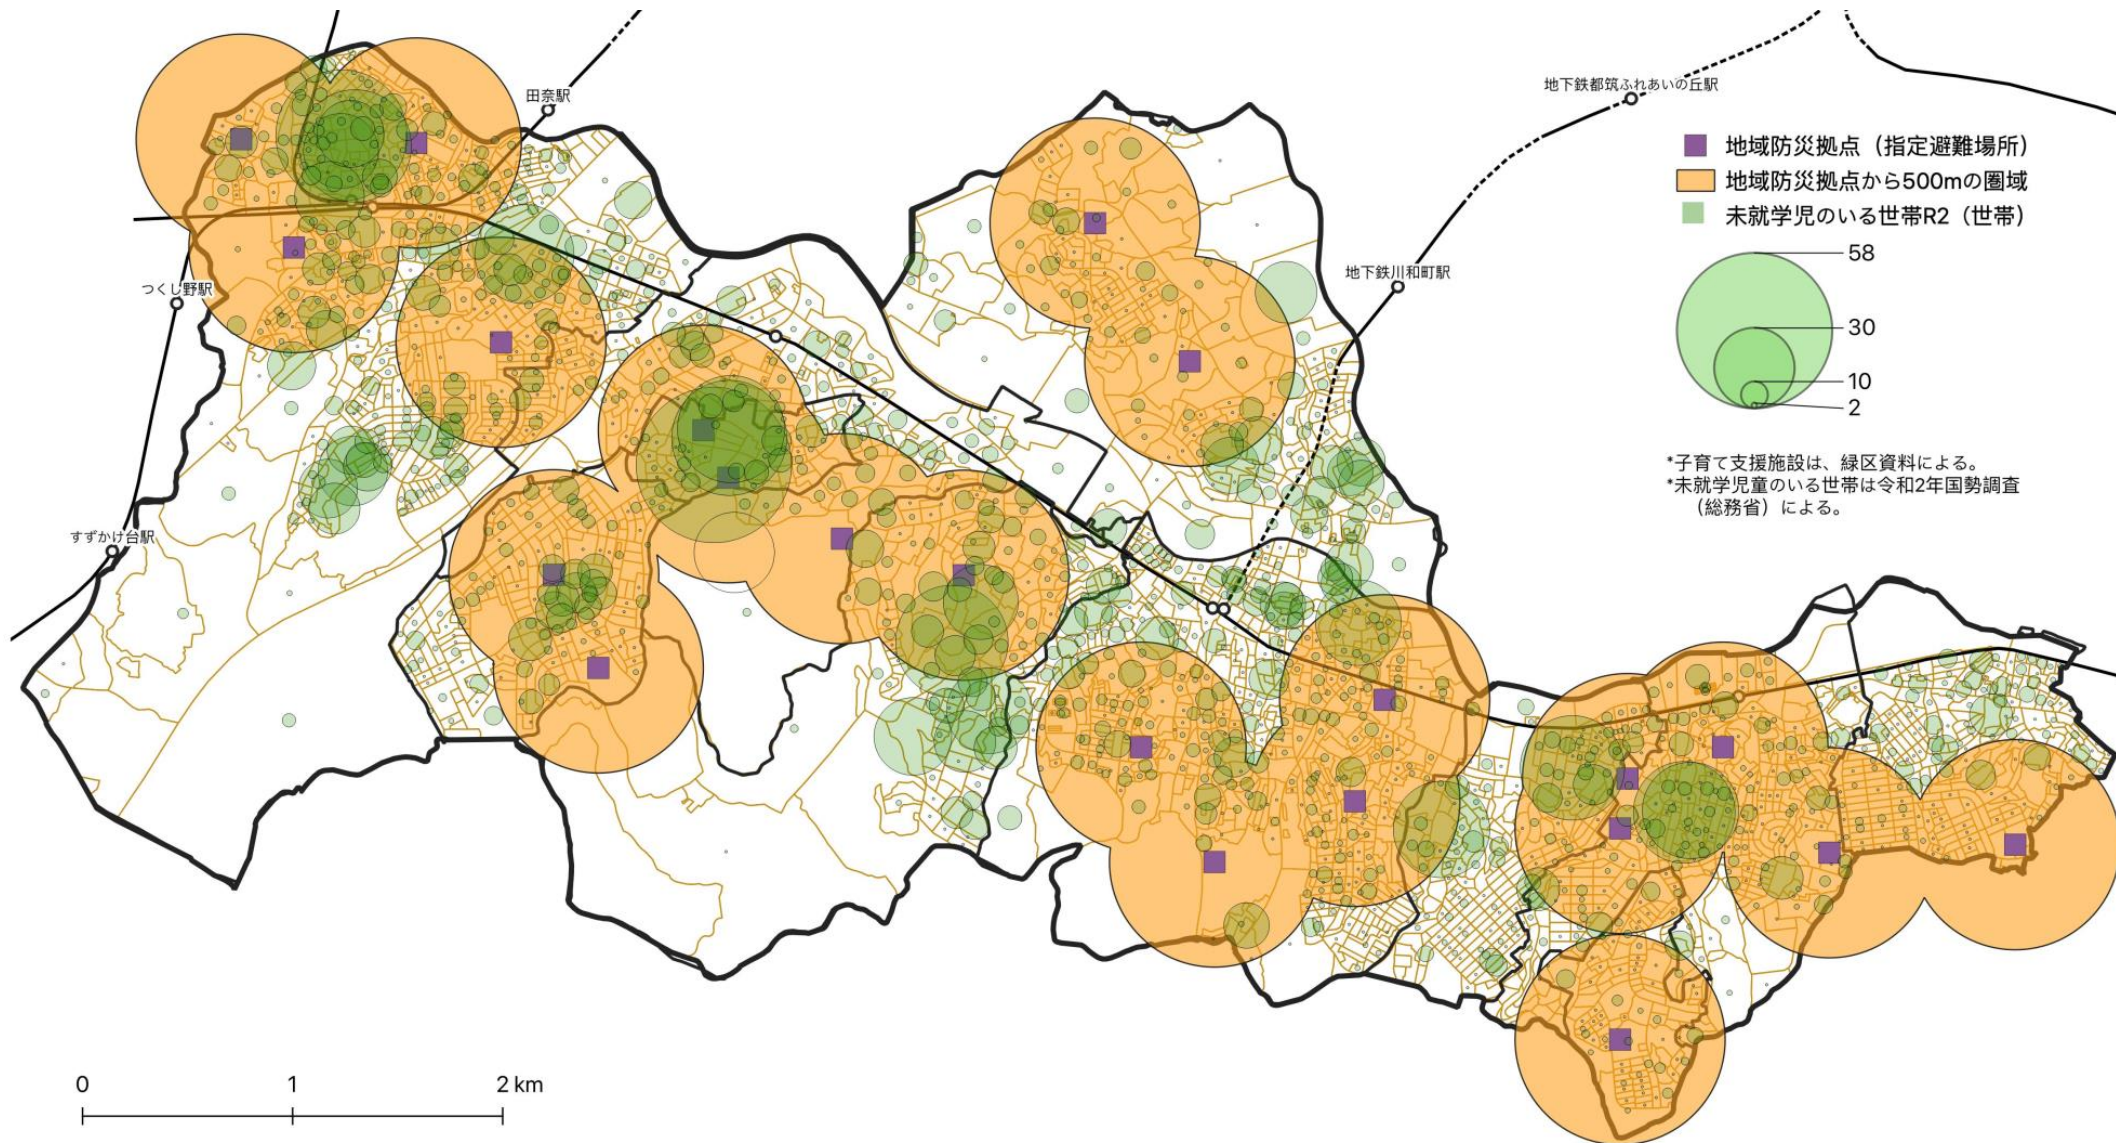 田奈駅
地下鉄都筑ふれあいの丘駅
地域防災拠点（指定避難場所）
地域防災拠点から500mの圏域
未就学児のいる世帯R2（世帯）
58
地下鉄川和町駅
つくし野駅
30
10
2
*子育て支援施設は、緑区資料による。
*未就学児童のいる世帯は令和2年国勢調査
（総務省）による。
すずかけ台駅
0
1
2 km